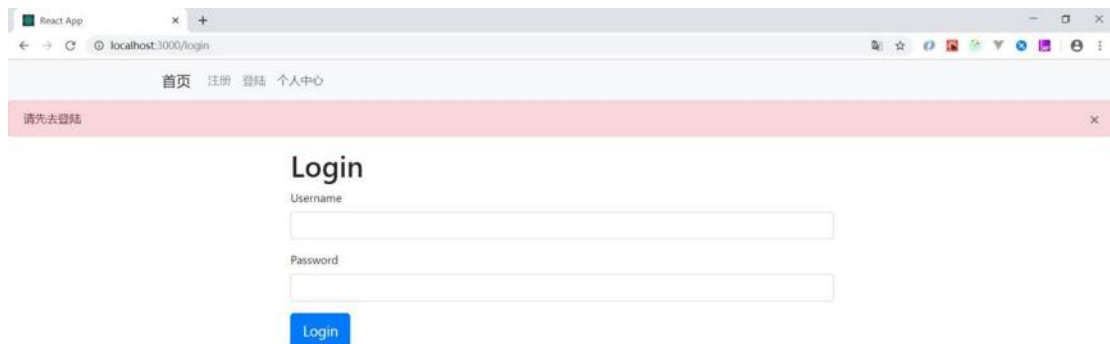 React App
localhost:3000/login
首页 注册 登陆 个人中心
请先去登陆
Login
Username
Password
Login